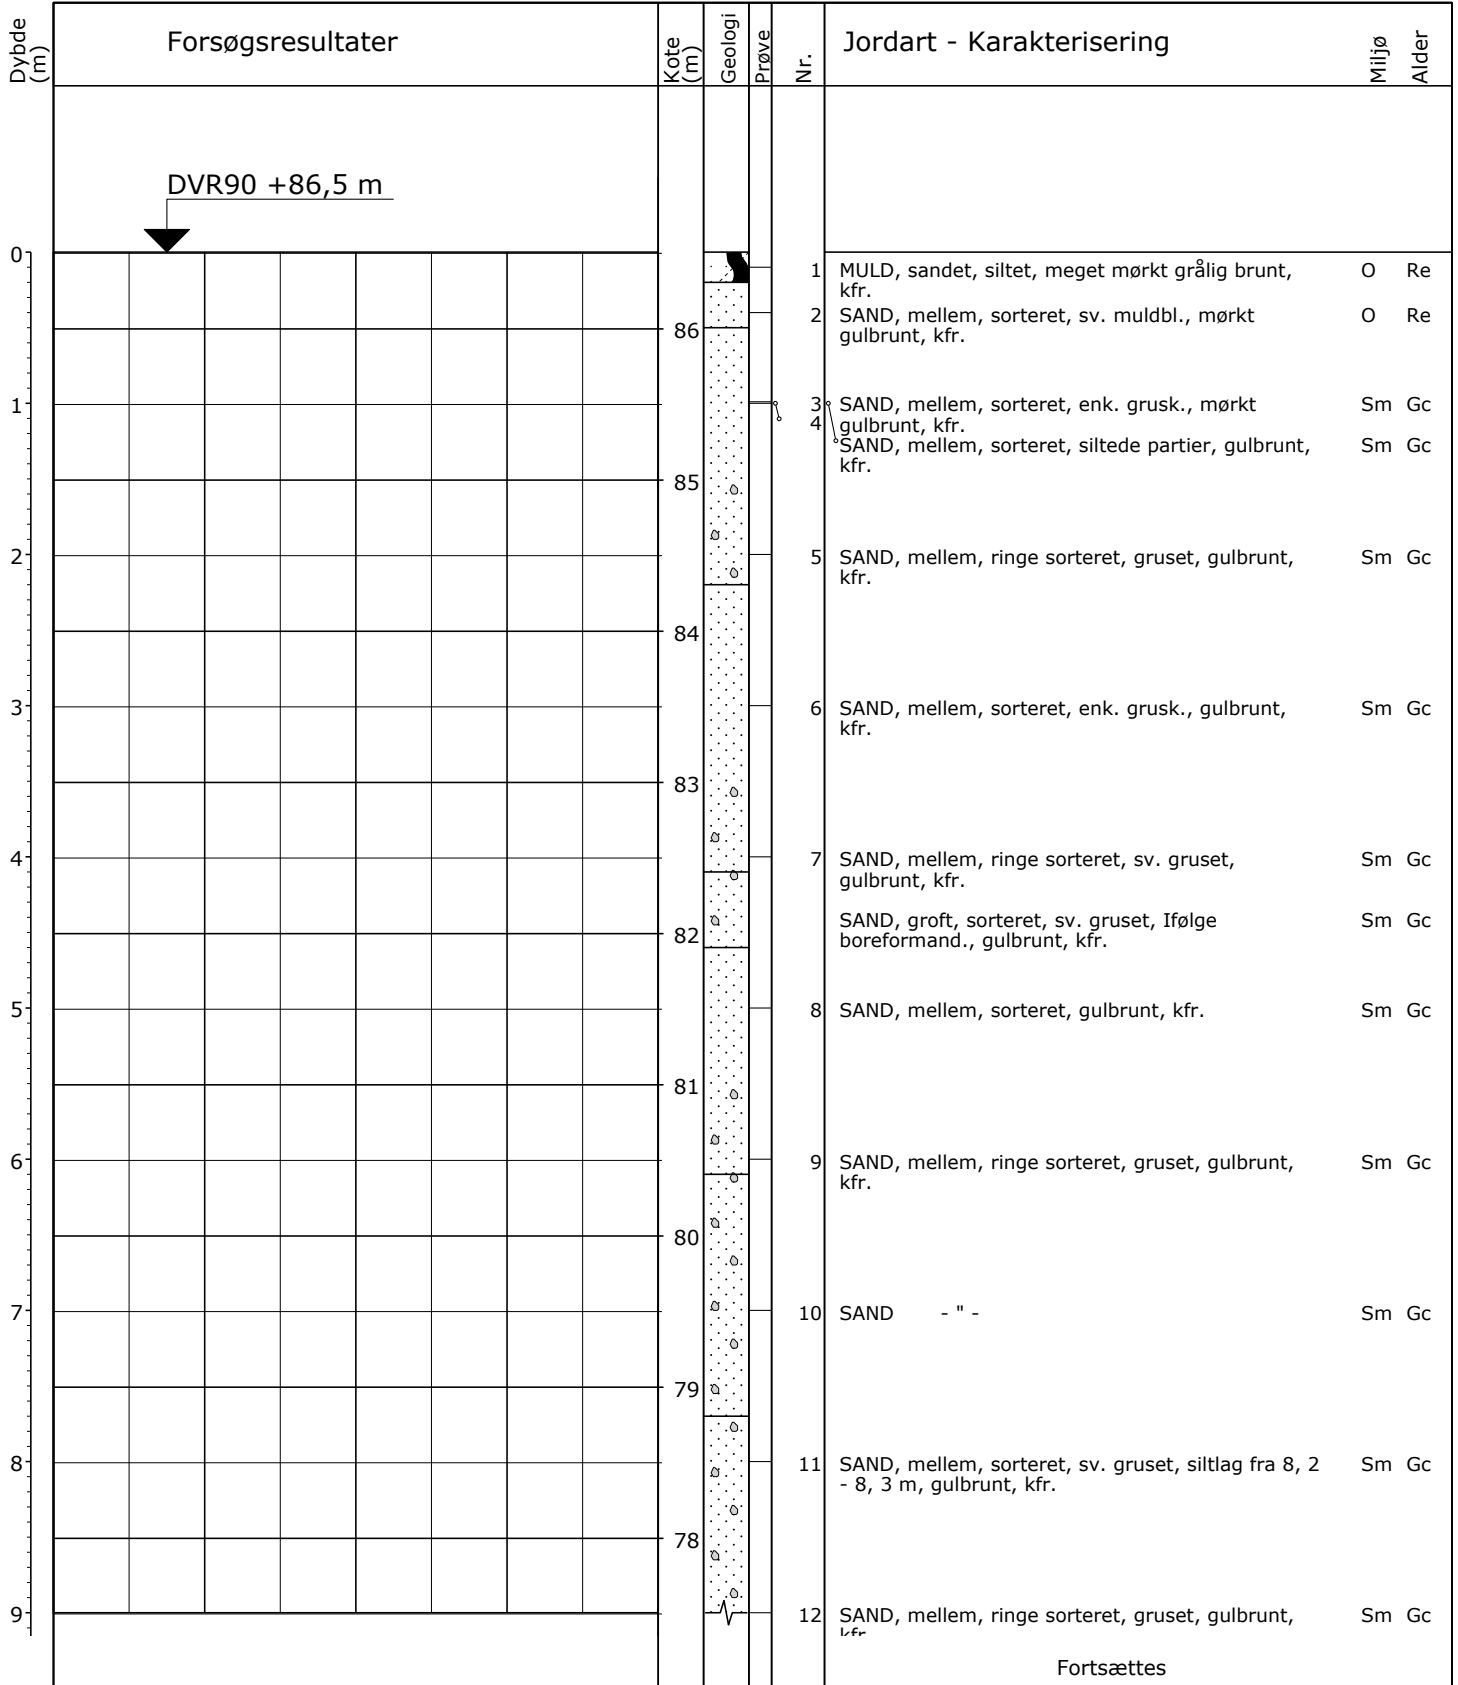 Dybde (m)
Forsøgsresultater
Kote (m)
Geologi
Prøve
Nr.
Jordart - Karakterisering
Miljø
Alder
DVR90 +86,5 m
0
1 MULD, sandet, siltet, meget mørkt grålig brunt, O Re
kfr.
2 SAND, mellem, sorteret, sv. muldbl., mørkt O Re
86
gulbrunt, kfr.
1
3 SAND, mellem, sorteret, enk. grusk., mørkt Sm Gc
4 gulbrunt, kfr.
SAND, mellem, sorteret, siltede partier, gulbrunt, Sm Gc
kfr.
85
2
5 SAND, mellem, ringe sorteret, gruset, gulbrunt, Sm Gc
kfr.
84
3
6 SAND, mellem, sorteret, enk. grusk., gulbrunt, Sm Gc
kfr.
83
4
7 SAND, mellem, ringe sorteret, sv. gruset, Sm Gc
gulbrunt, kfr.
SAND, groft, sorteret, sv. gruset, Ifølge Sm Gc
82
boreformand., gulbrunt, kfr.
5
8 SAND, mellem, sorteret, gulbrunt, kfr. Sm Gc
81
6
9 SAND, mellem, ringe sorteret, gruset, gulbrunt, Sm Gc
kfr.
80
7
10 SAND - " - Sm Gc
79
8
11 SAND, mellem, sorteret, sv. gruset, siltlag fra 8, 2 Sm Gc
- 8, 3 m, gulbrunt, kfr.
78
9
12 SAND, mellem, ringe sorteret, gruset, gulbrunt, Sm Gc
kfr
Fortsættes